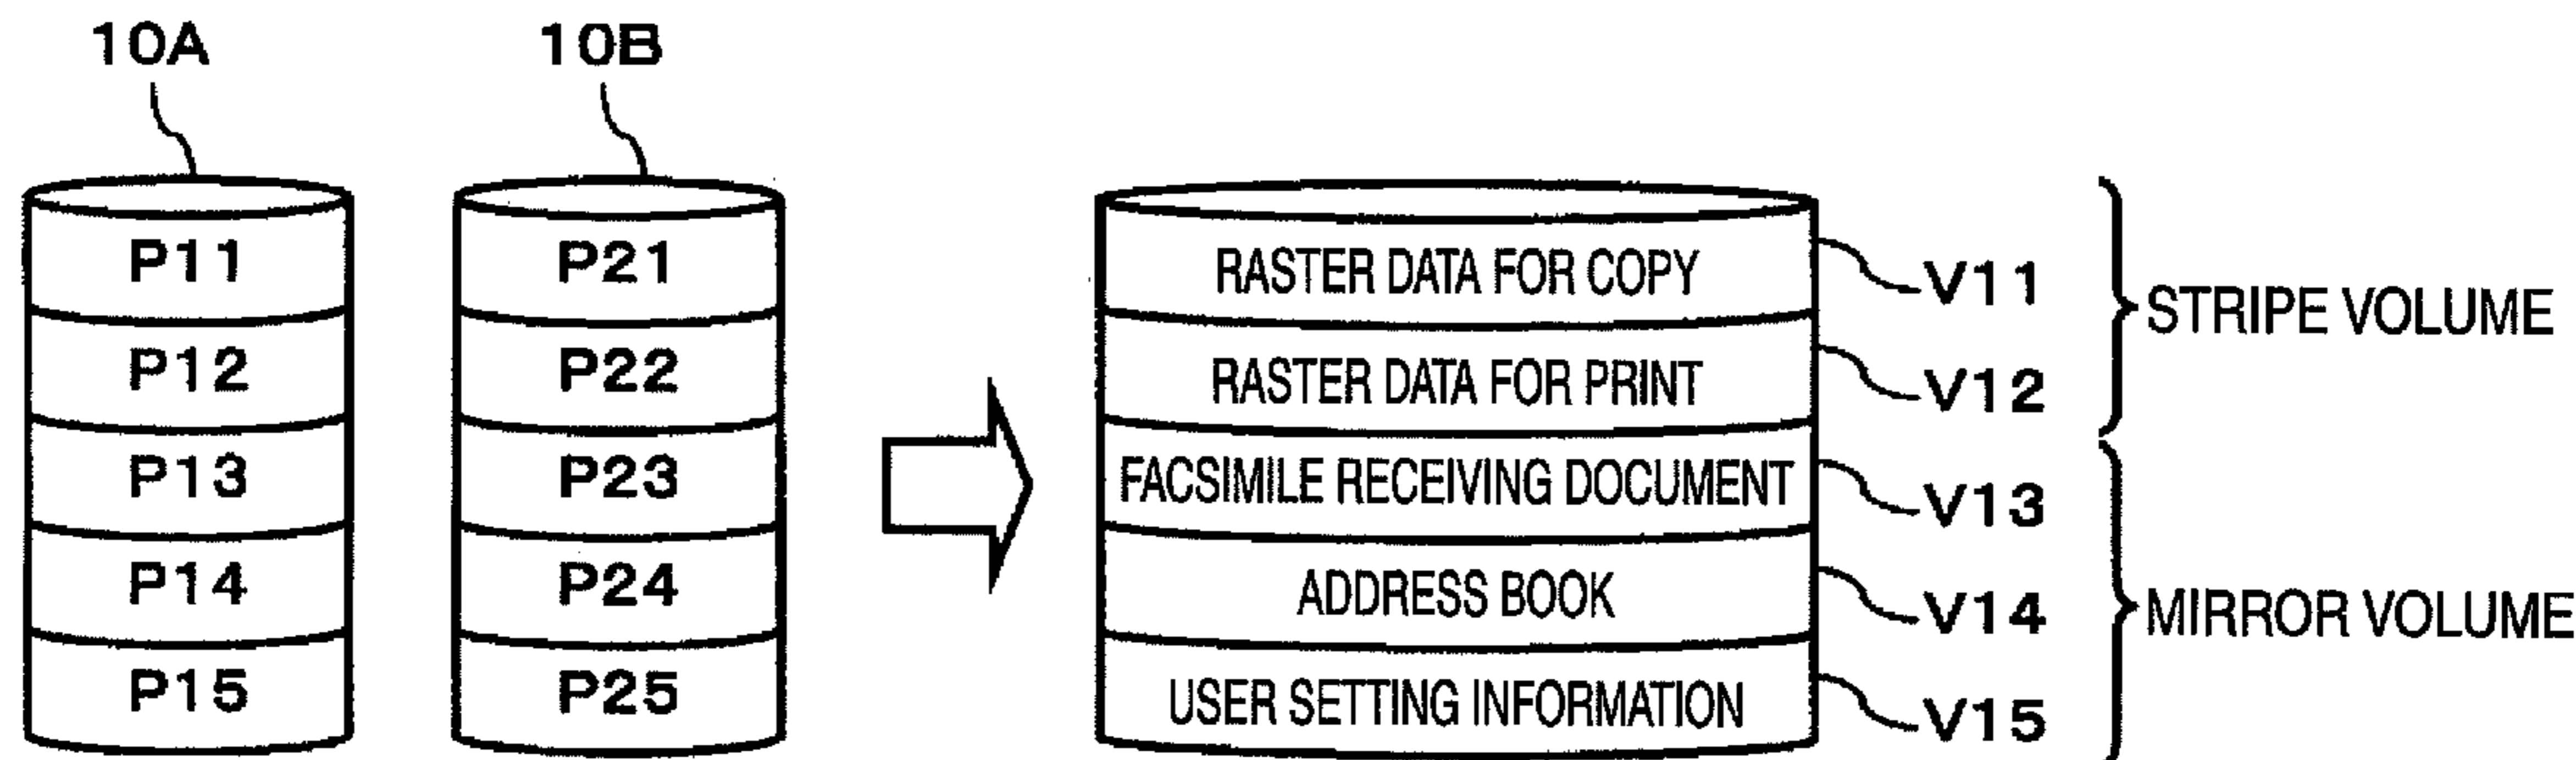 10A
10B
P11
P12
P13
P14
P15
P21
P22
P23
P24
P25
RASTER DATA FOR COPY
RASTER DATA FOR PRINT
FACSIMILE RECEIVING DOCUMENT
ADDRESS BOOK
USER SETTING INFORMATION
V11
V12
V13
V14
V15
STRIPE VOLUME
MIRROR VOLUME